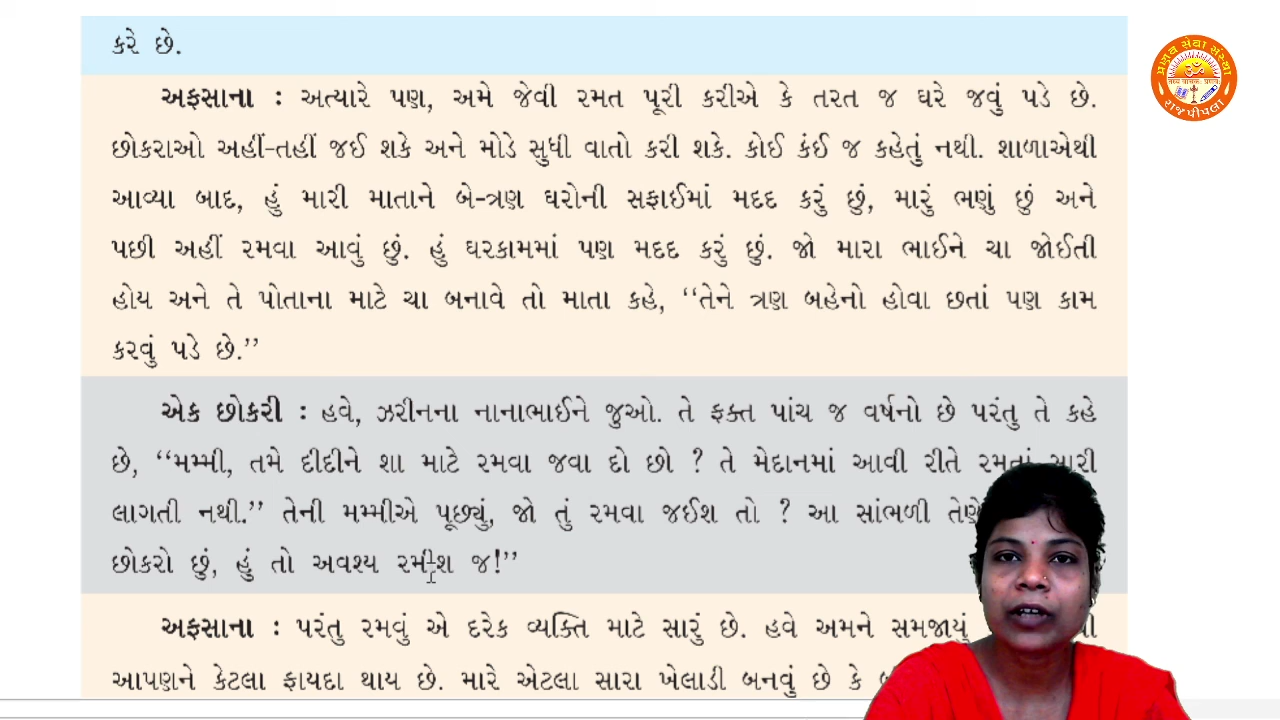 કરે છે.
અફસાના : અત્યારે પણ, અમે જેવી રમત પૂરી કરીએ કે તરત જ ઘરે જવું પડે છે.
છોકરાઓ અહીં-તહીં જઈ શકે અને મોડે સુધી વાતો કરી શકે. કોઈ કંઈ જ કહેતું નથી. શાળાએથી
આવ્યા બાદ, હું મારી માતાને બે-ત્રણ ઘરોની સફાઈમાં મદદ કરું છું, મારું ભણું છું અને
પછી અહીં રમવા આવું છું. હું ઘરકામમાં પણ મદદ કરું છું. જો મારા ભાઈને ચા જોઈતી
હોય અને તે પોતાના માટે ચા બનાવે તો માતા કહે, ‘‘તેને ત્રણ બહેનો હોવા છતાં પણ કામ
કરવું પડે છે.’’
એક છોકરી : હવે, ઝરીનના નાનાભાઈને જુઓ. તે ફક્ત પાંચ જ વર્ષનો છે પરંતુ તે કહે
છે, ‘‘મમ્મી, તમે દીદીને શા માટે રમવા જવા દો છો ? તે મેદાનમાં આવી રીતે રમતાં સારી
લાગતી નથી.’’ તેની મમ્મીએ પૂછ્યું, જો તું રમવા જઈશ તો ? આ સાંભળી તેણે
છોકરો છું, હું તો અવશ્ય રમીશ જ!’’
અફસાના : પરંતુ રમવું એ દરેક વ્યક્તિ માટે સારું છે. હવે અમને સમજાયું
આપણને કેટલા ફાયદા થાય છે. મારે એટલા સારા ખેલાડી બનવું છે કે
પ્રણવ સેવા સંસ્થા
રાજપીપલા